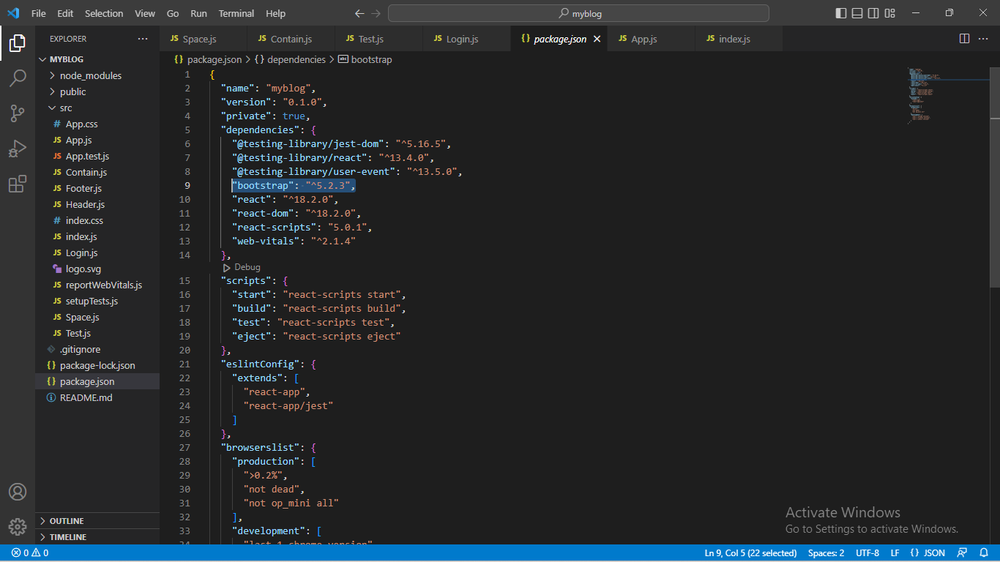 File Edit Selection View Go Run Terminal Help
myblog
EXPLORER
Space.js Contain.js Test.js Login.js package.json App.js index.js
package.json > dependencies > bootstrap
MYBLOG
node_modules
public
src
App.css
App.js
App.test.js
Contain.js
Footer.js
Header.js
index.css
index.js
Login.js
logo.svg
reportWebVitals.js
setupTests.js
Space.js
Test.js
.gitignore
package-lock.json
package.json
README.md
OUTLINE
TIMELINE
1 {
2 "name": "myblog",
3 "version": "0.1.0",
4 "private": true,
5 "dependencies": {
6 "@testing-library/jest-dom": "^5.16.5",
7 "@testing-library/react": "^13.4.0",
8 "@testing-library/user-event": "^13.5.0",
9 "bootstrap": "^5.2.3",
10 "react": "^18.2.0",
11 "react-dom": "^18.2.0",
12 "react-scripts": "5.0.1",
13 "web-vitals": "^2.1.4"
14 },
Debug
15 "scripts": {
16 "start": "react-scripts start",
17 "build": "react-scripts build",
18 "test": "react-scripts test",
19 "eject": "react-scripts eject"
20 },
21 "eslintConfig": {
22 "extends": [
23 "react-app",
24 "react-app/jest"
25 ]
26 },
27 "browserslist": {
28 "production": [
29 ">0.2%",
30 "not dead",
31 "not op_mini all"
32 ],
33 "development": [
34 "last 1 chrome version"
Activate Windows
Go to Settings to activate Windows.
0 0
Ln 9, Col 5 (22 selected) Spaces: 2 UTF-8 LF {} JSON